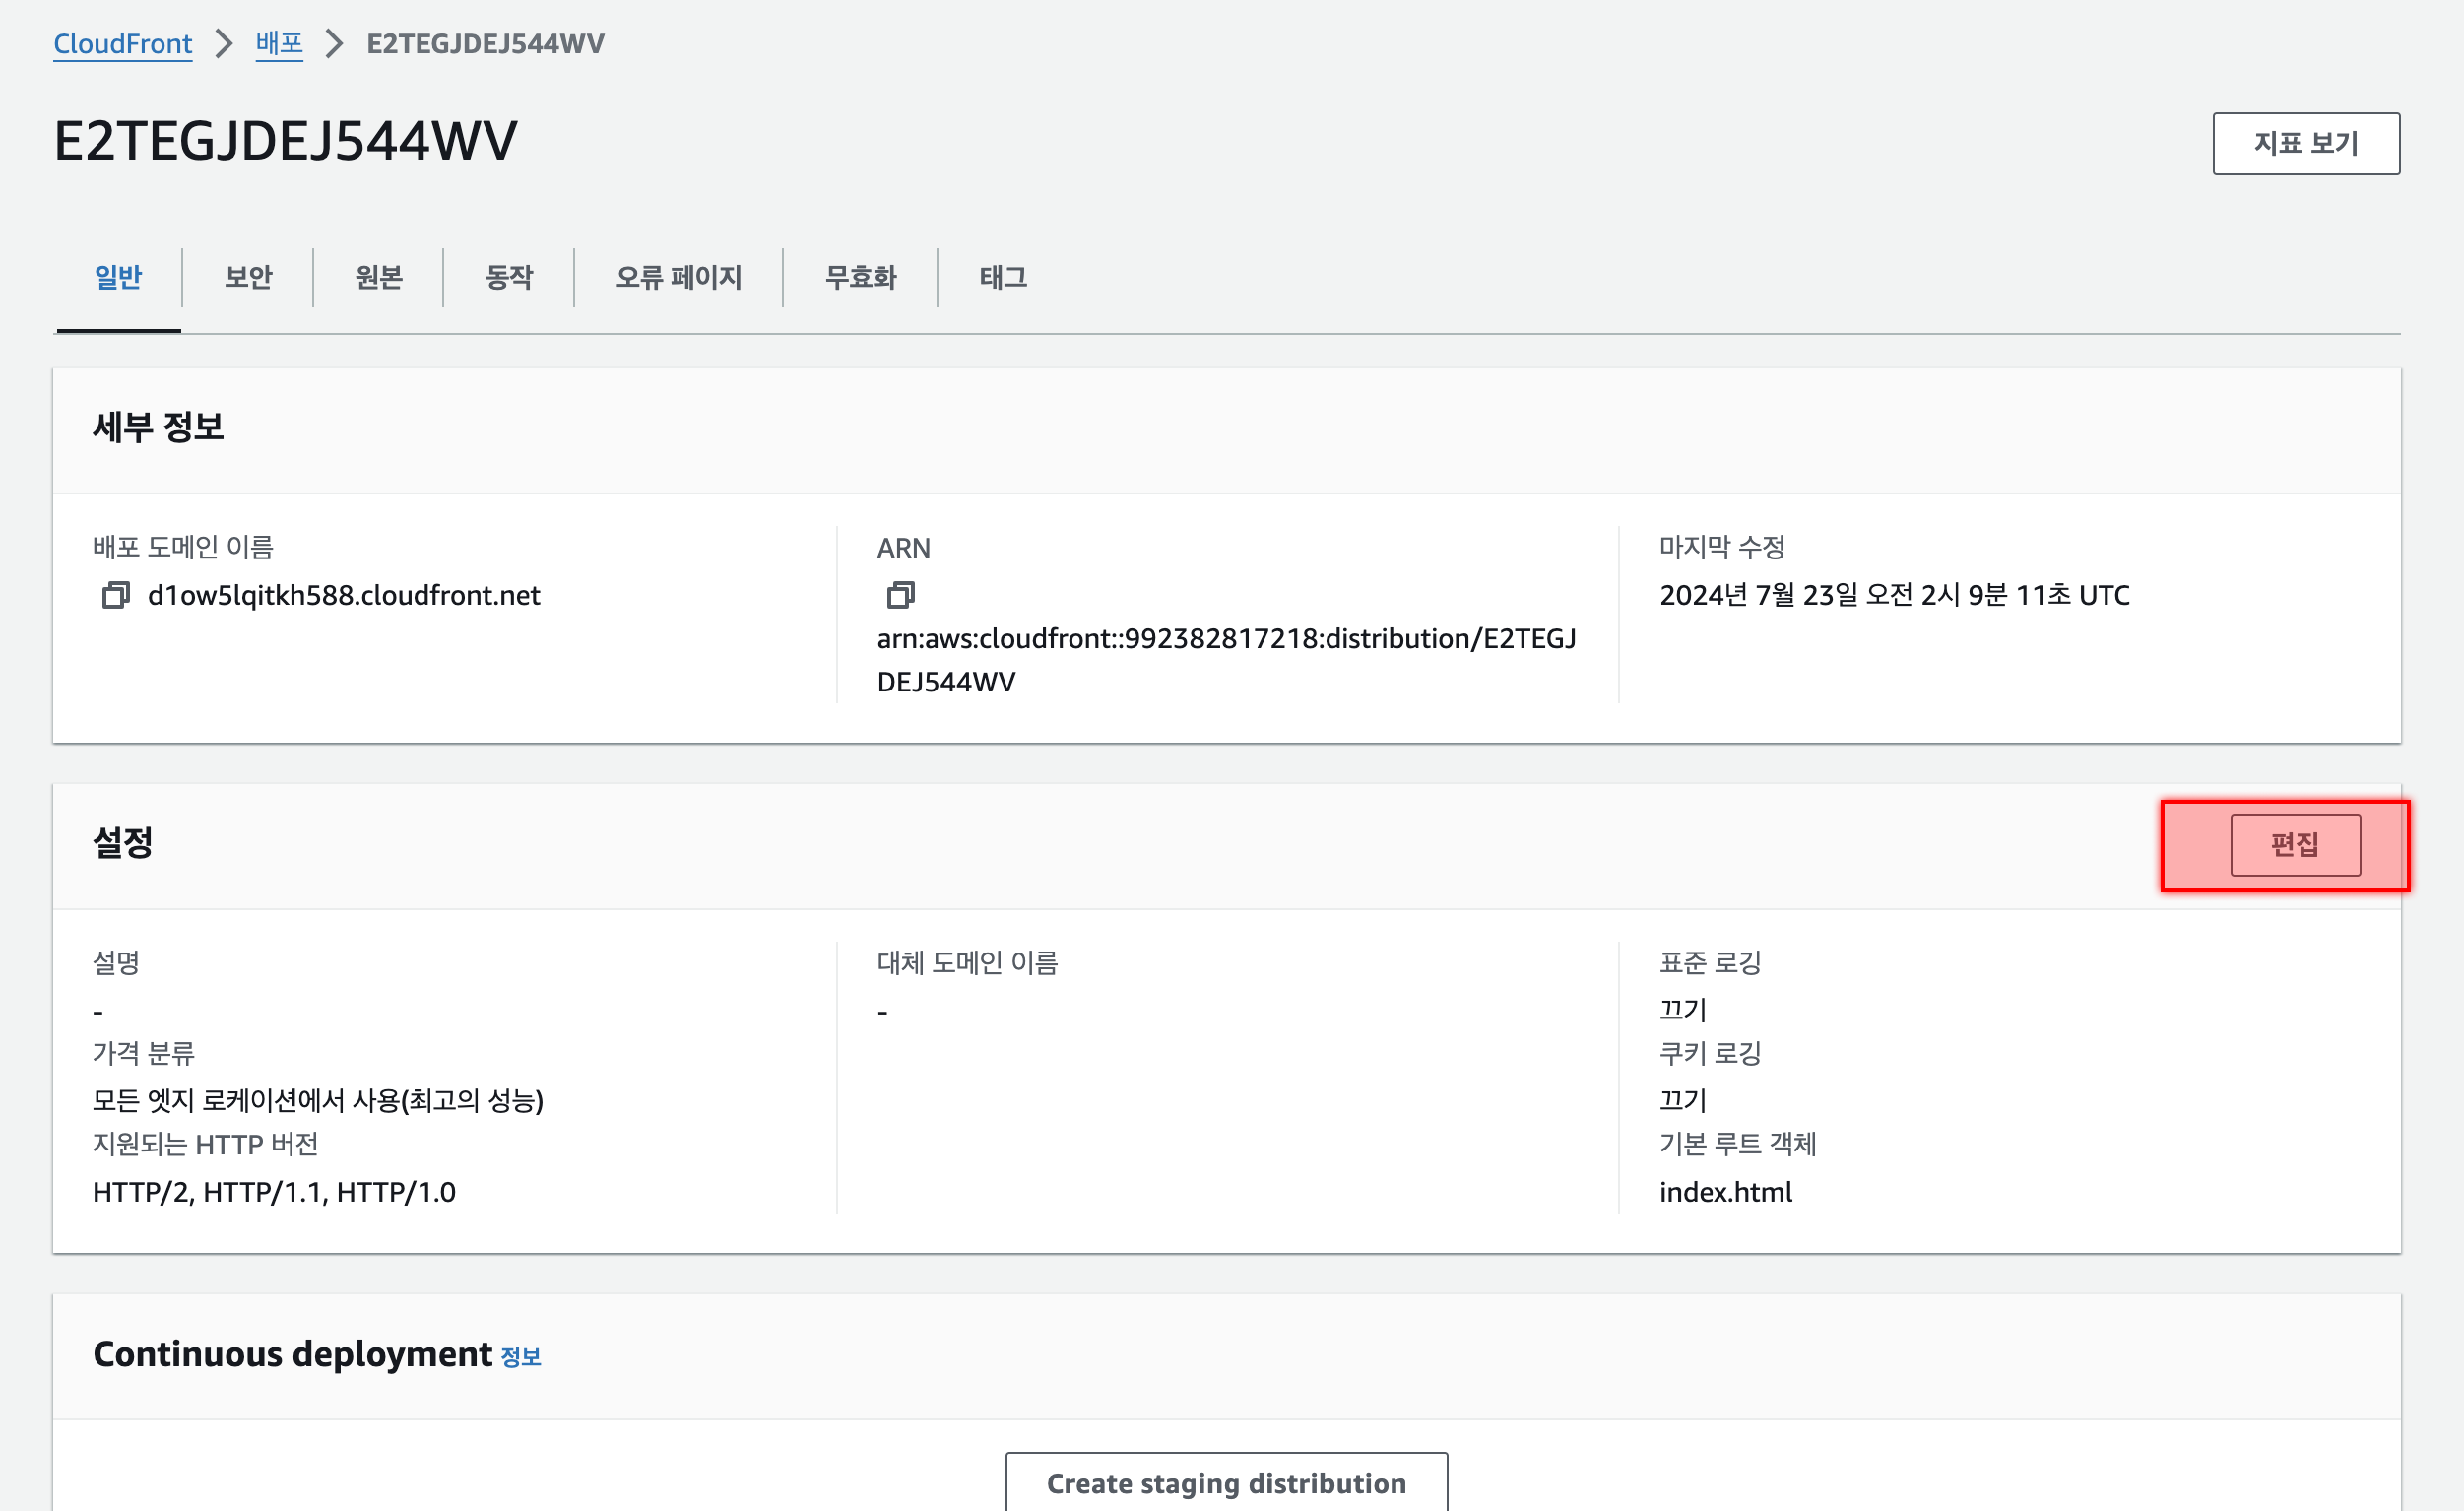 CloudFront 배포 E2TEGJDEJ544WV
E2TEGJDEJ544WV
지표 보기
일반 보안 원본 동작 오류 페이지 무효화 태그
세부 정보
배포 도메인 이름
d1ow5lqitkh588.cloudfront.net
ARN
arn:aws:cloudfront::992382817218:distribution/E2TEGJ
DEJ544WV
마지막 수정
2024년 7월 23일 오전 2시 9분 11초 UTC
설정
편집
설명
-
가격 분류
모든 엣지 로케이션에서 사용(최고의 성능)
지원되는 HTTP 버전
HTTP/2, HTTP/1.1, HTTP/1.0
대체 도메인 이름
-
표준 로깅
끄기
쿠키 로깅
끄기
기본 루트 객체
index.html
Continuous deployment 정보
Create staging distribution